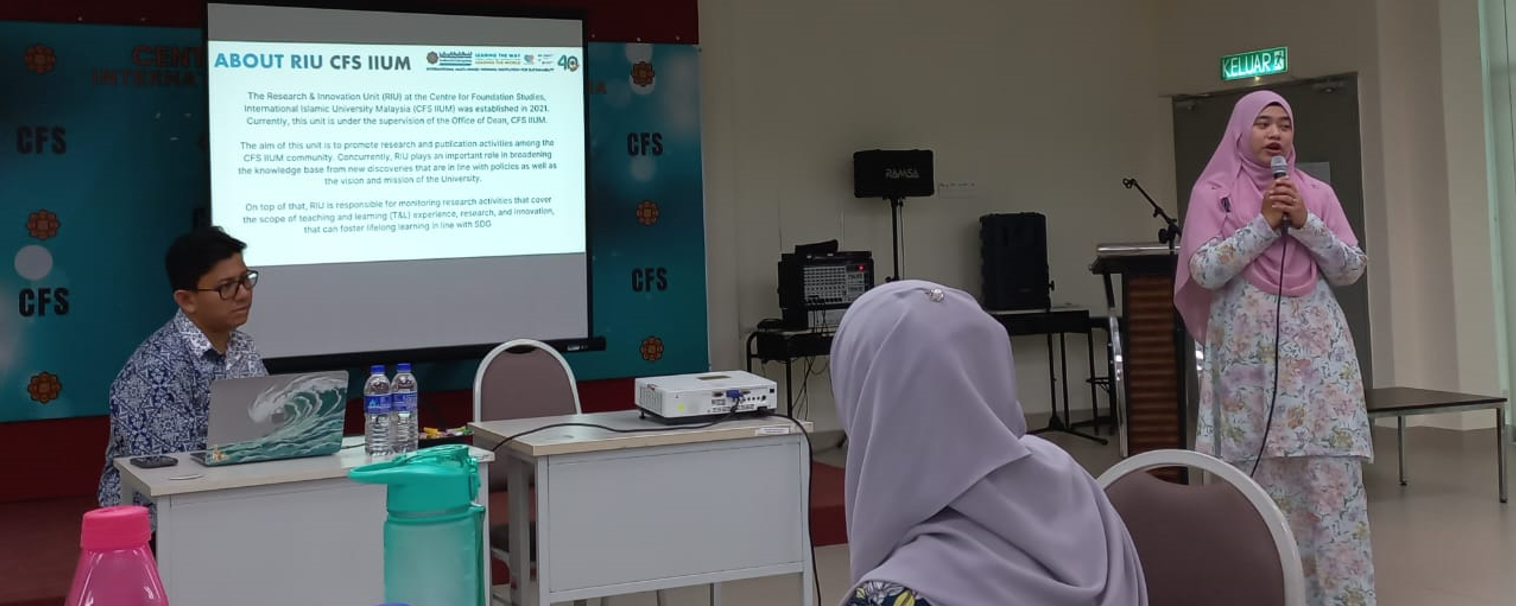 ABOUT RIU CFS IIUM
LEADING THE WAY
LEADING THE WORLD
40
The Research & Innovation Unit (RIU) at the Centre for Foundation Studies,
International Islamic University Malaysia (CFS IIUM) was established in 2021.
Currently, this unit is under the supervision of the Office of Dean, CFS IIUM.
The aim of this unit is to promote research and publication activities among the
CFS IIUM community. Concurrently, RIU plays an important role in broadening
the knowledge base from new discoveries that are in line with policies as well as
the vision and mission of the University.
On top of that, RIU is responsible for monitoring research activities that cover
the scope of teaching and learning (T&L) experience, research, and innovation,
that can foster lifelong learning in line with SDG
CFS
CFS
CFS
CFS
KELUAR
RAMSA